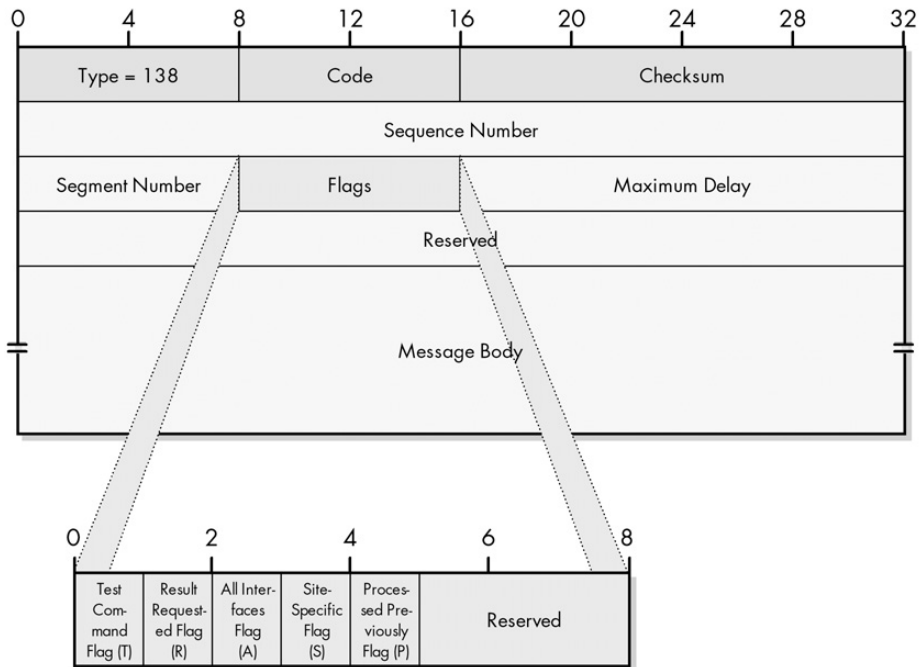 0 4 8 12 16 20 24 28 32
Type = 138 Code Checksum
Sequence Number
Segment Number Flags Maximum Delay
Reserved
Message Body
0 2 4 6 8
Test
Com-
mand
Flag (T)
Result
Request-
ed Flag
(R)
All Inter-
faces
Flag
(A)
Site-
Specific
Flag
(S)
Proces-
sed Pre-
viously
Flag (P)
Reserved